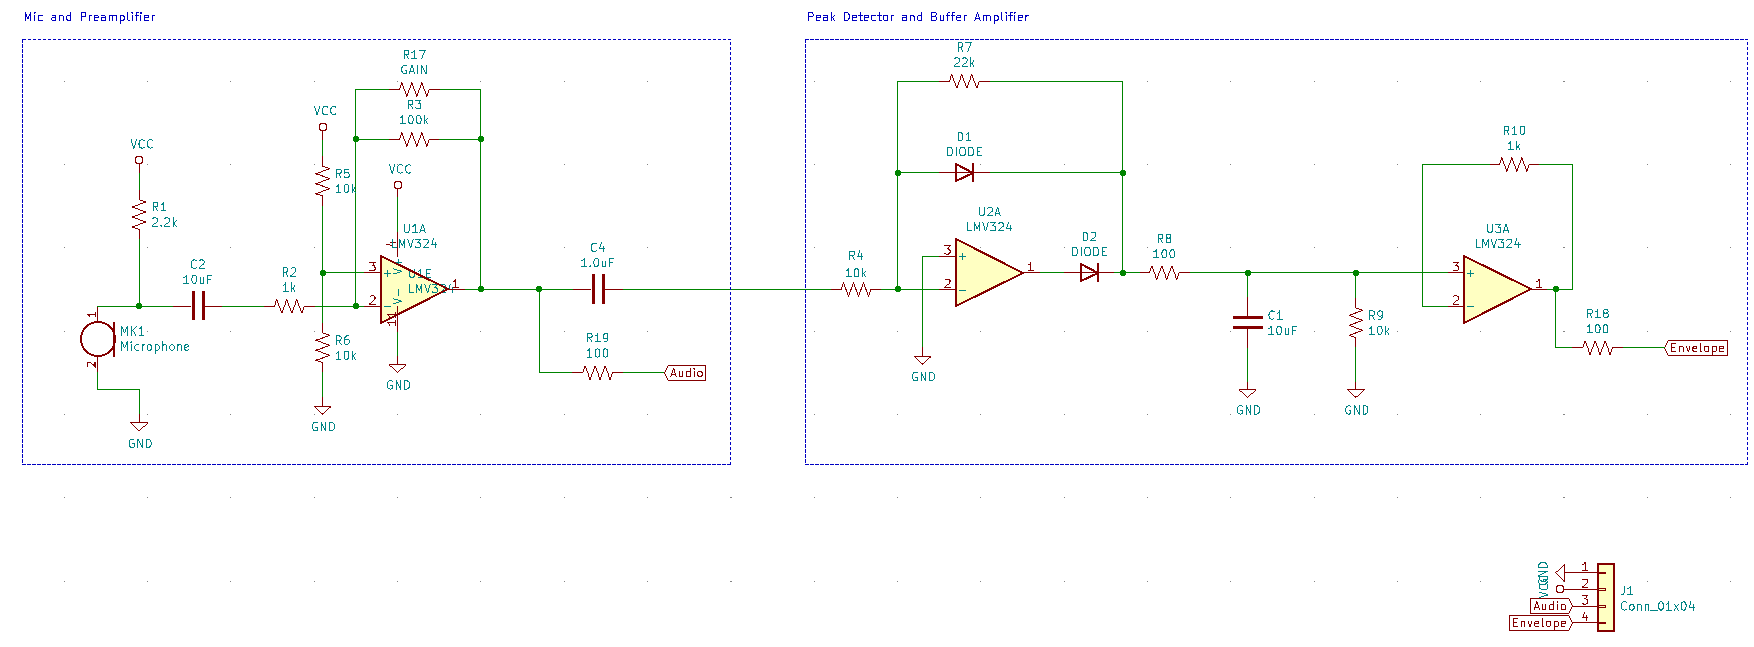 Mic and Preamplifier
R17
GAIN
R3
100k
VCC
R5
10k
VCC
VCC
R1
2.2k
U1A
LMV324
U1E
LMV324
3
+
2
-
1
V+
4
V-
11
C2
10uF
R2
1k
1
MK1
Microphone
2
R6
10k
GND
GND
GND
C4
1.0uF
R19
100
Audio
Peak Detector and Buffer Amplifier
R7
22k
D1
DIODE
U2A
LMV324
3
+
2
-
1
R4
10k
GND
D2
DIODE
R8
100
C1
10uF
GND
R9
10k
GND
R10
1k
U3A
LMV324
3
+
2
-
1
R18
100
Envelope
GND
1
VCC
2
Audio
3
Envelope
4
J1
Conn_01x04